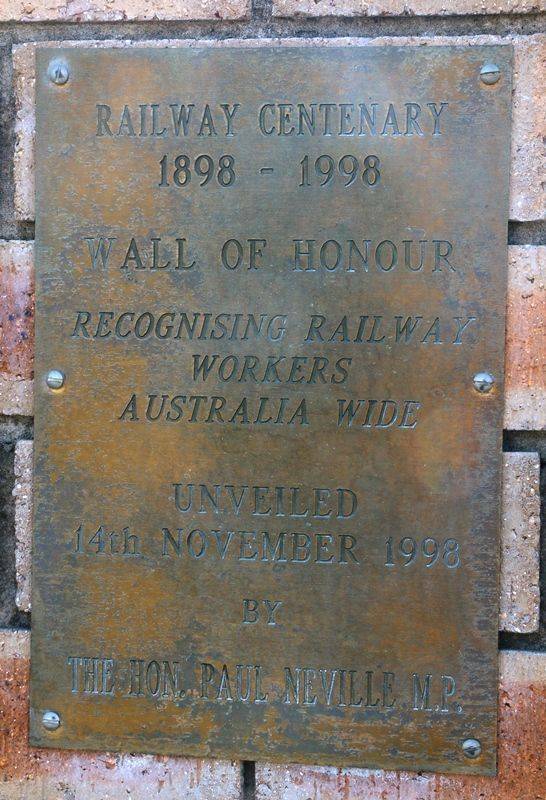 RAILWAY CENTENARY
1898 - 1998
WALL OF HONOUR
RECOGNISING RAILWAY
WORKERS
AUSTRALIA WIDE
UNVEILED
14th NOVEMBER 1998
BY
THE HON. PAUL NEVILLE M.P.